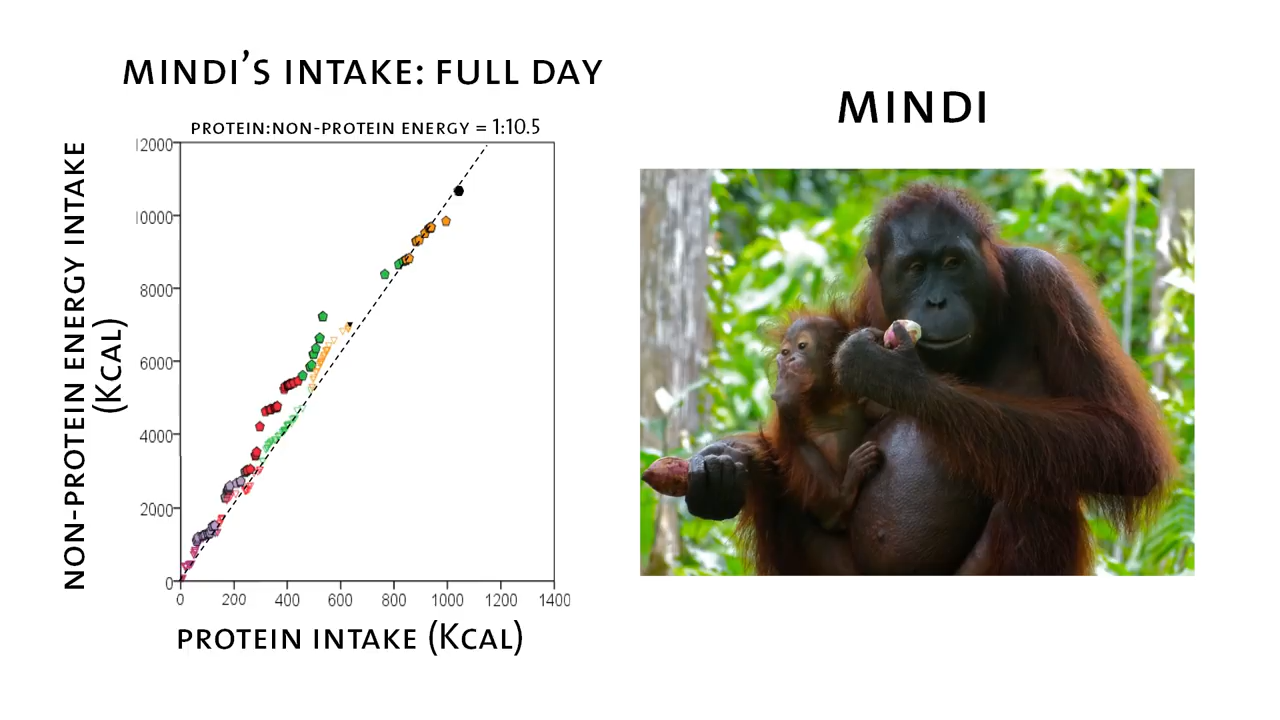 MINDI'S INTAKE: FULL DAY
PROTEIN:NON-PROTEIN ENERGY = 1:10.5
NON-PROTEIN ENERGY INTAKE
(KCAL)
12000
10000
8000
6000
4000
2000
0
0 200 400 600 800 1000 1200 1400
PROTEIN INTAKE (KCAL)
MINDI